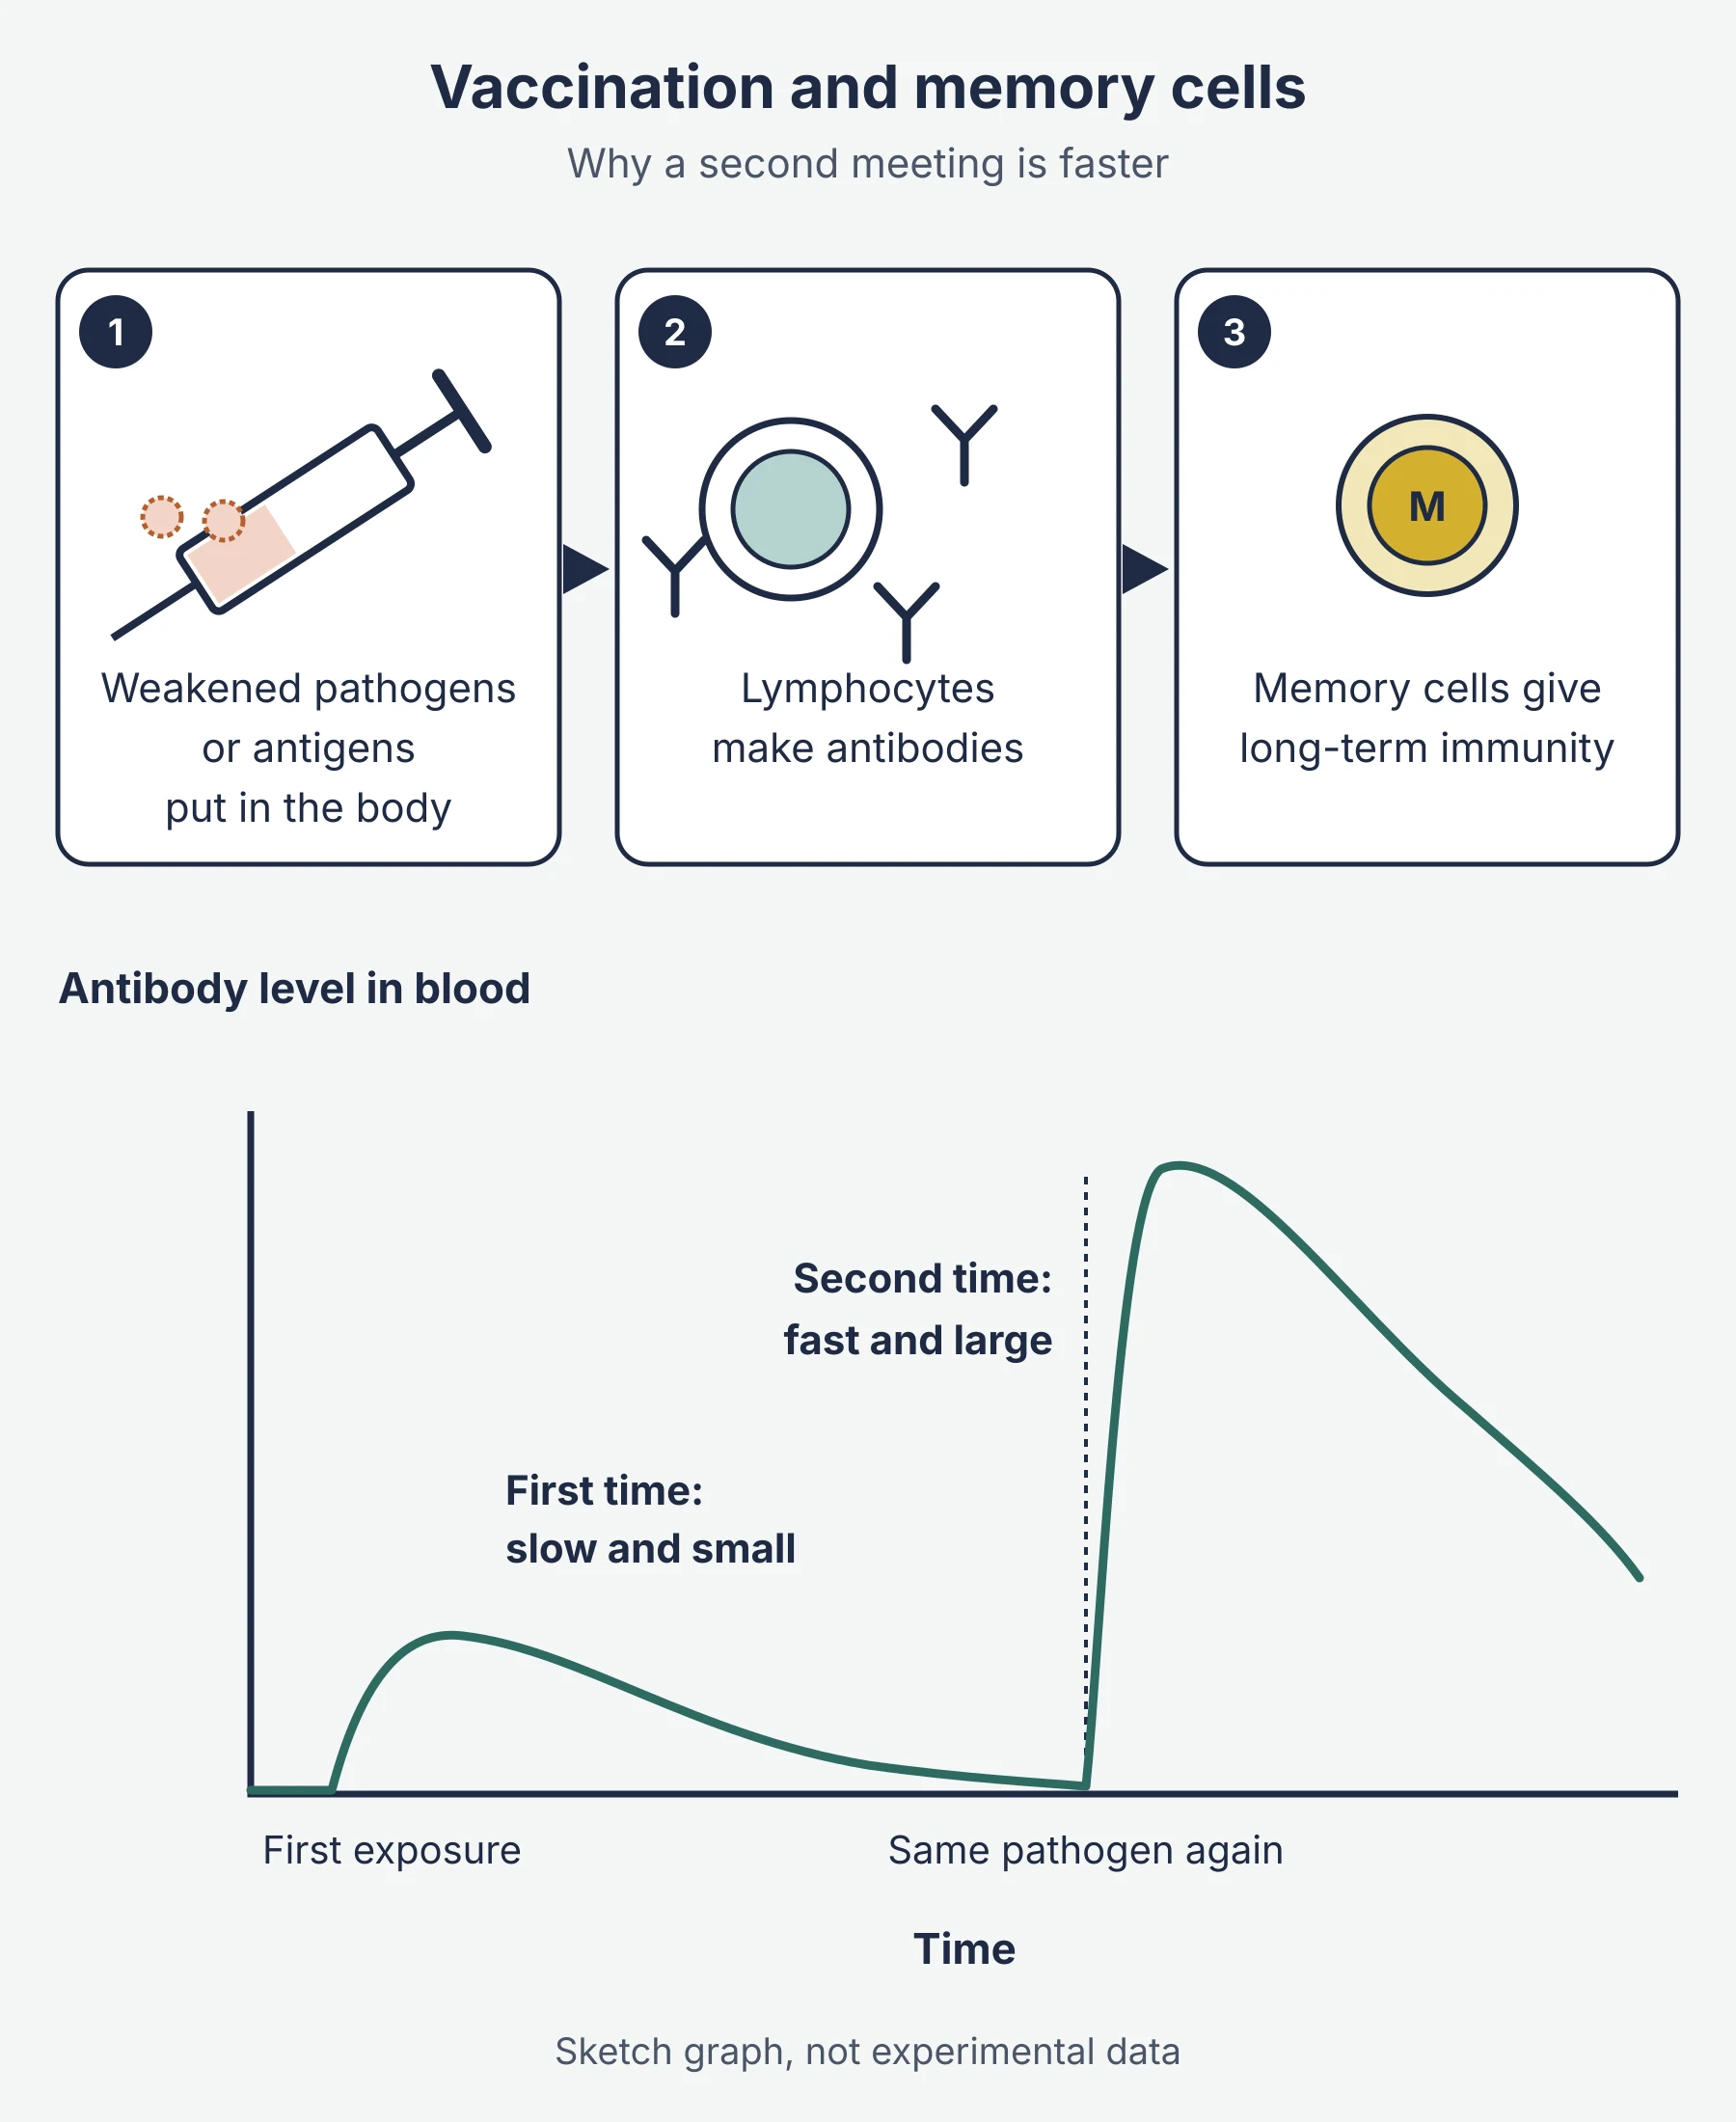 Vaccination and memory cells
Why a second meeting is faster
1
Weakened pathogens
or antigens
put in the body
2
Lymphocytes
make antibodies
3
M
Memory cells give
long-term immunity
Antibody level in blood
Second time:
fast and large
First time:
slow and small
First exposure
Same pathogen again
Time
Sketch graph, not experimental data